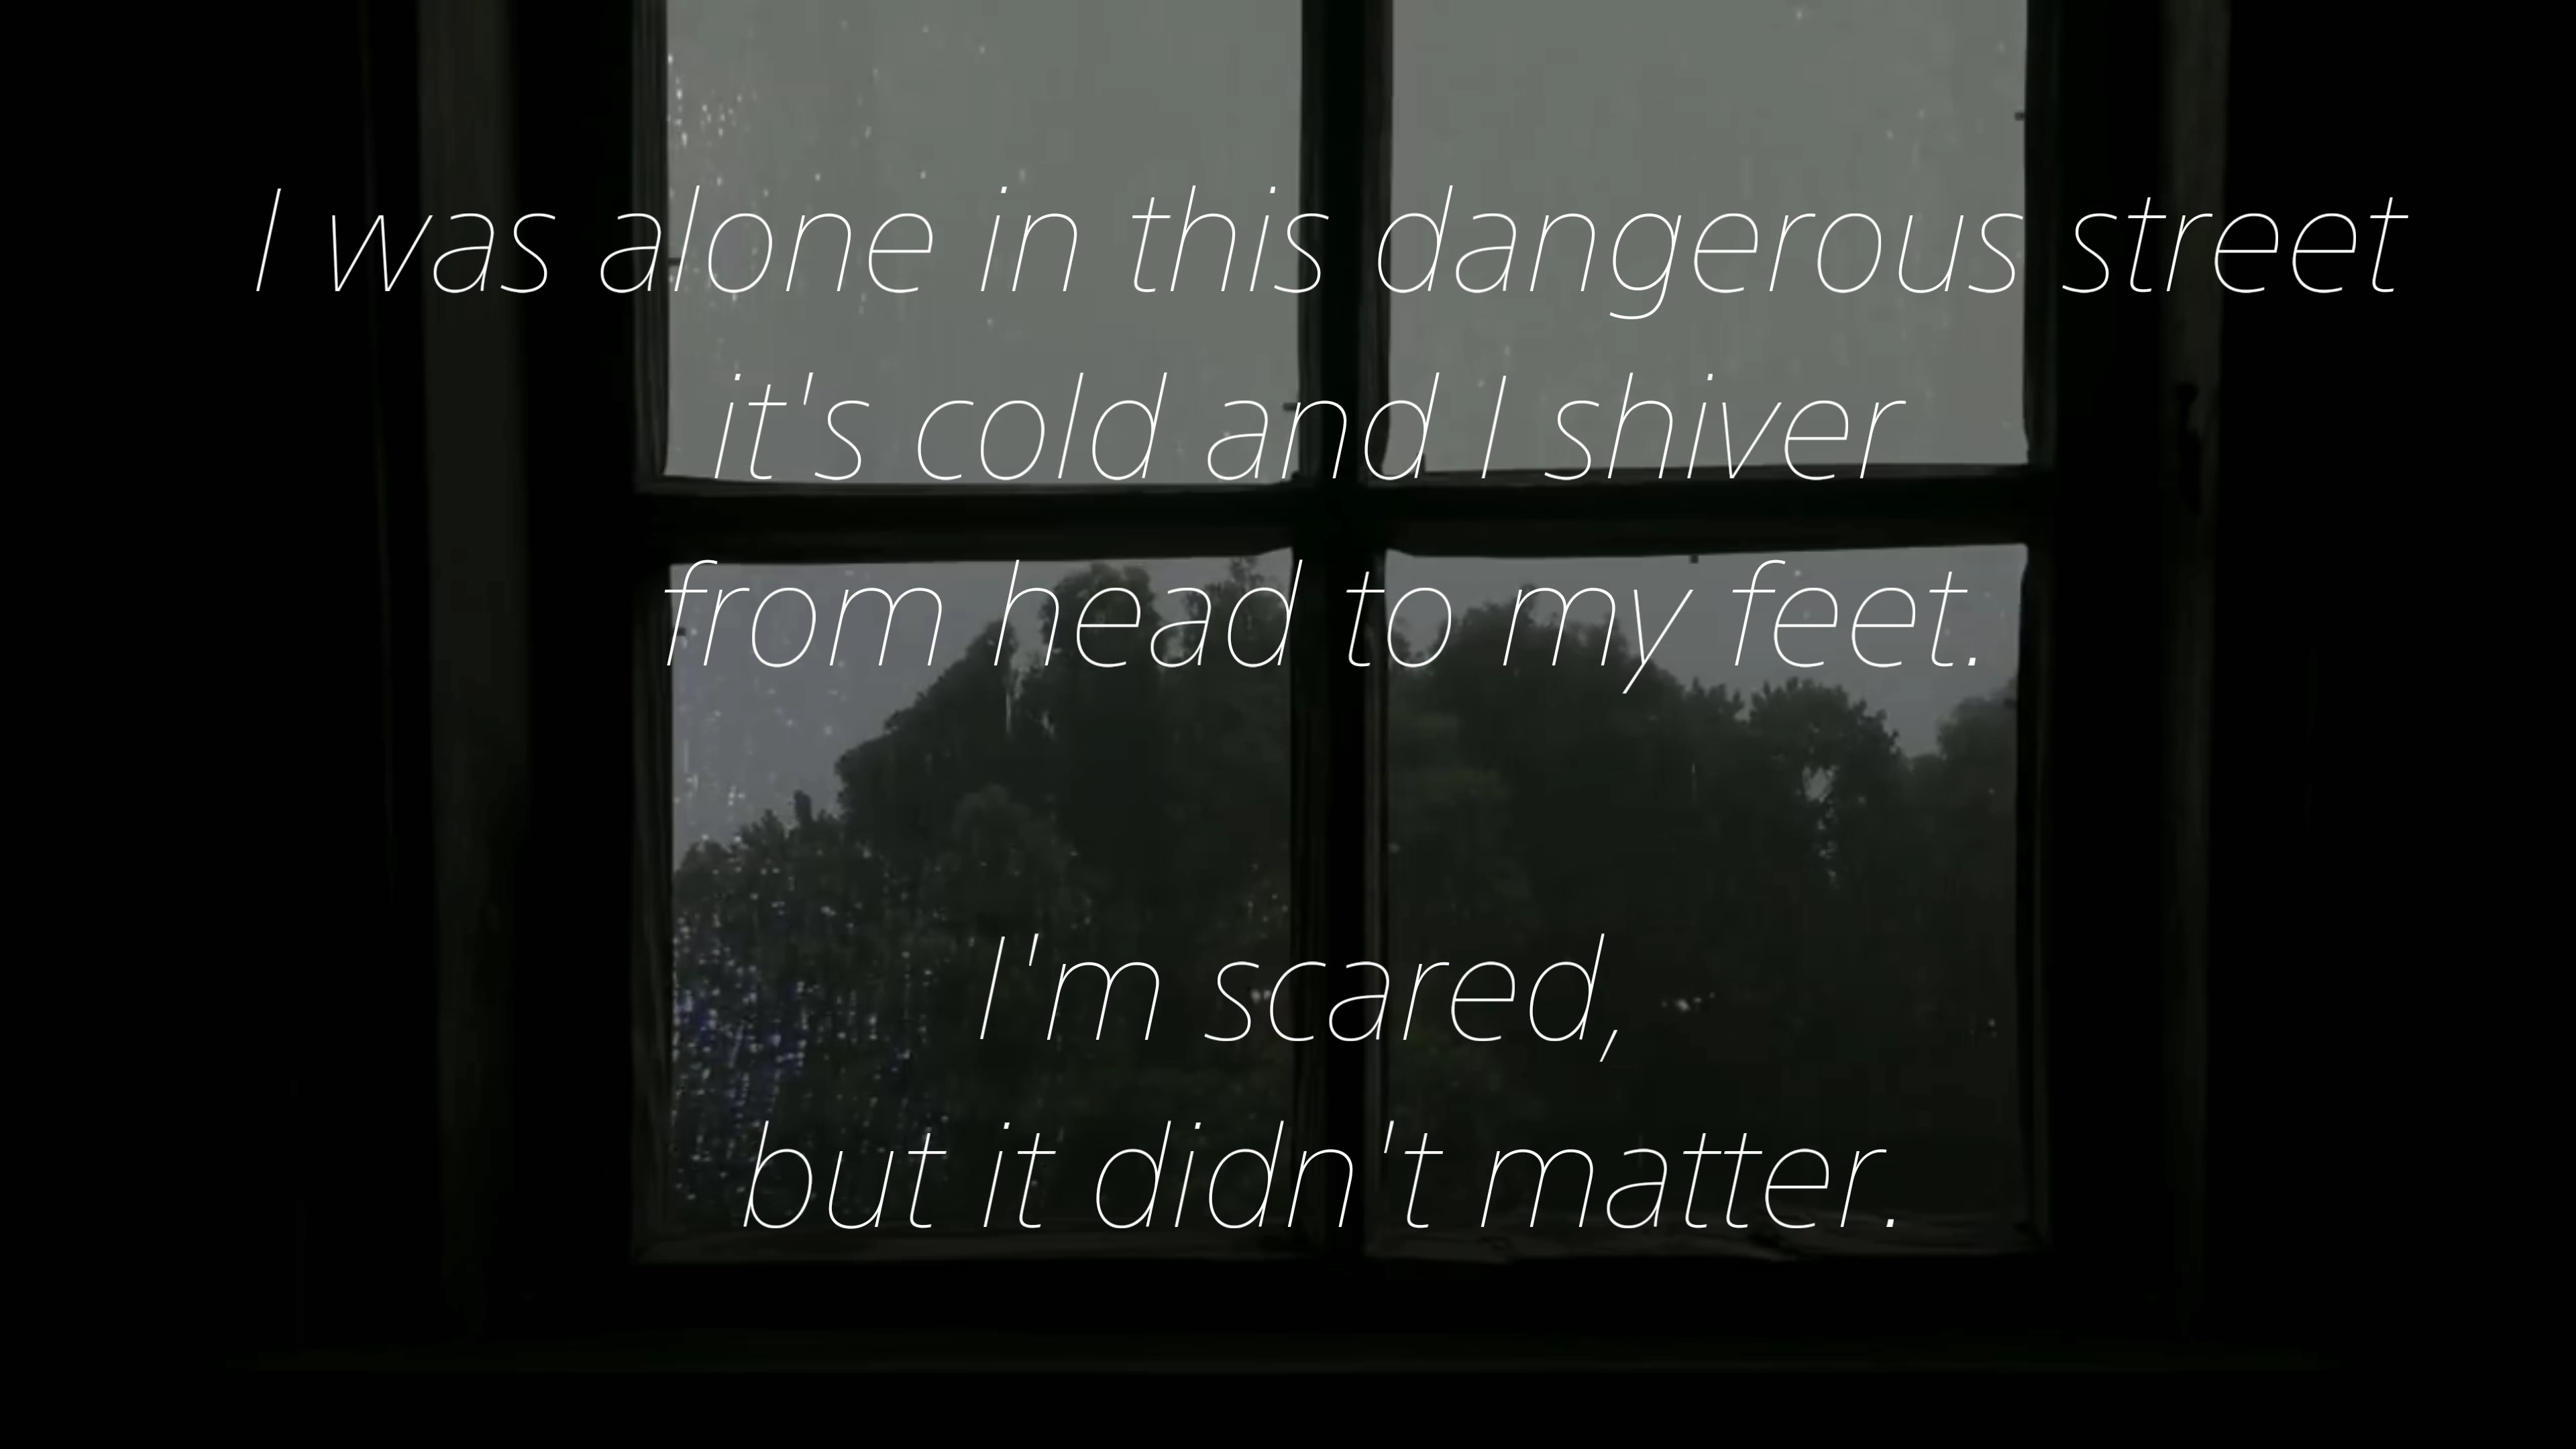 I was alone in this dangerous street
it's cold and I shiver
from head to my feet.
I'm scared,
but it didn't matter.